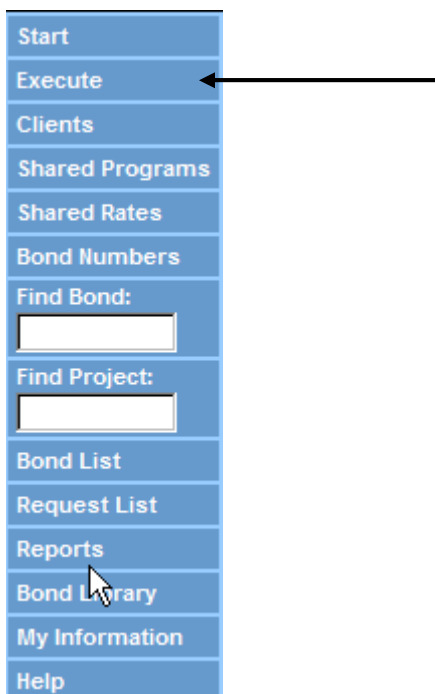 Start
Execute
Clients
Shared Programs
Shared Rates
Bond Numbers
Find Bond:
Find Project:
Bond List
Request List
Reports
Bond Library
My Information
Help